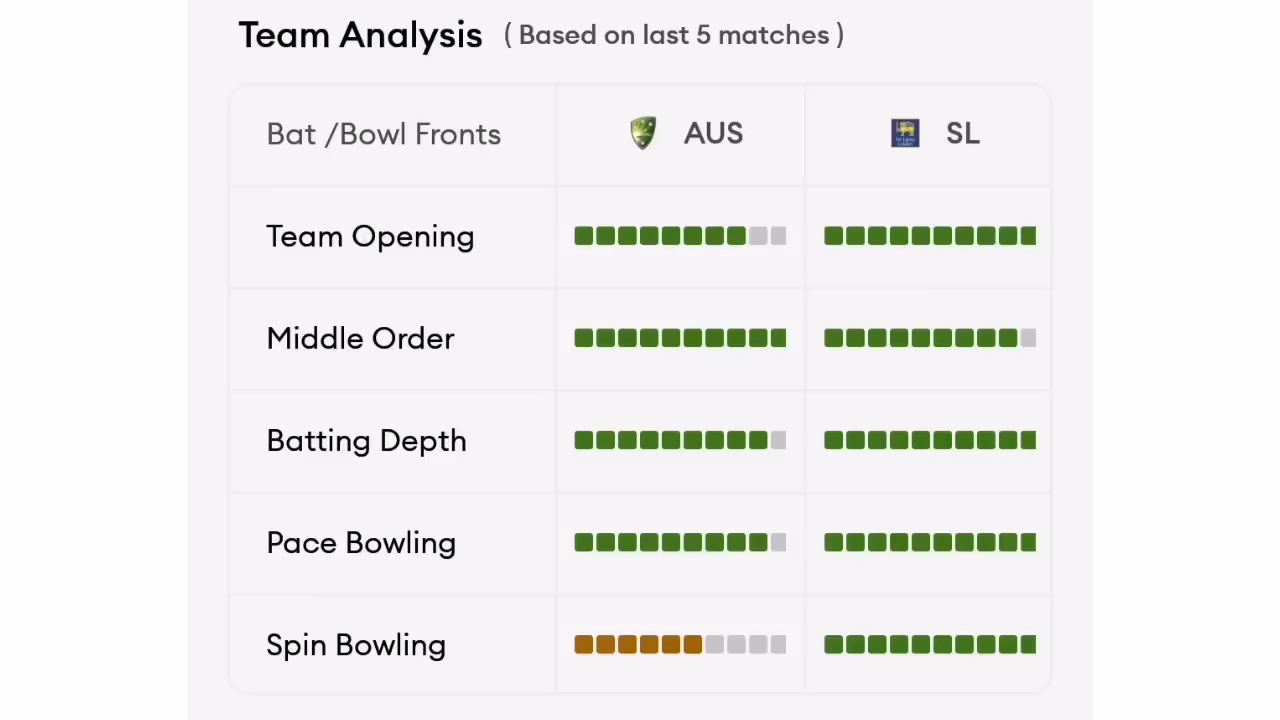 Team Analysis ( Based on last 5 matches )
Bat /Bowl Fronts AUS SL
Team Opening
Middle Order
Batting Depth
Pace Bowling
Spin Bowling